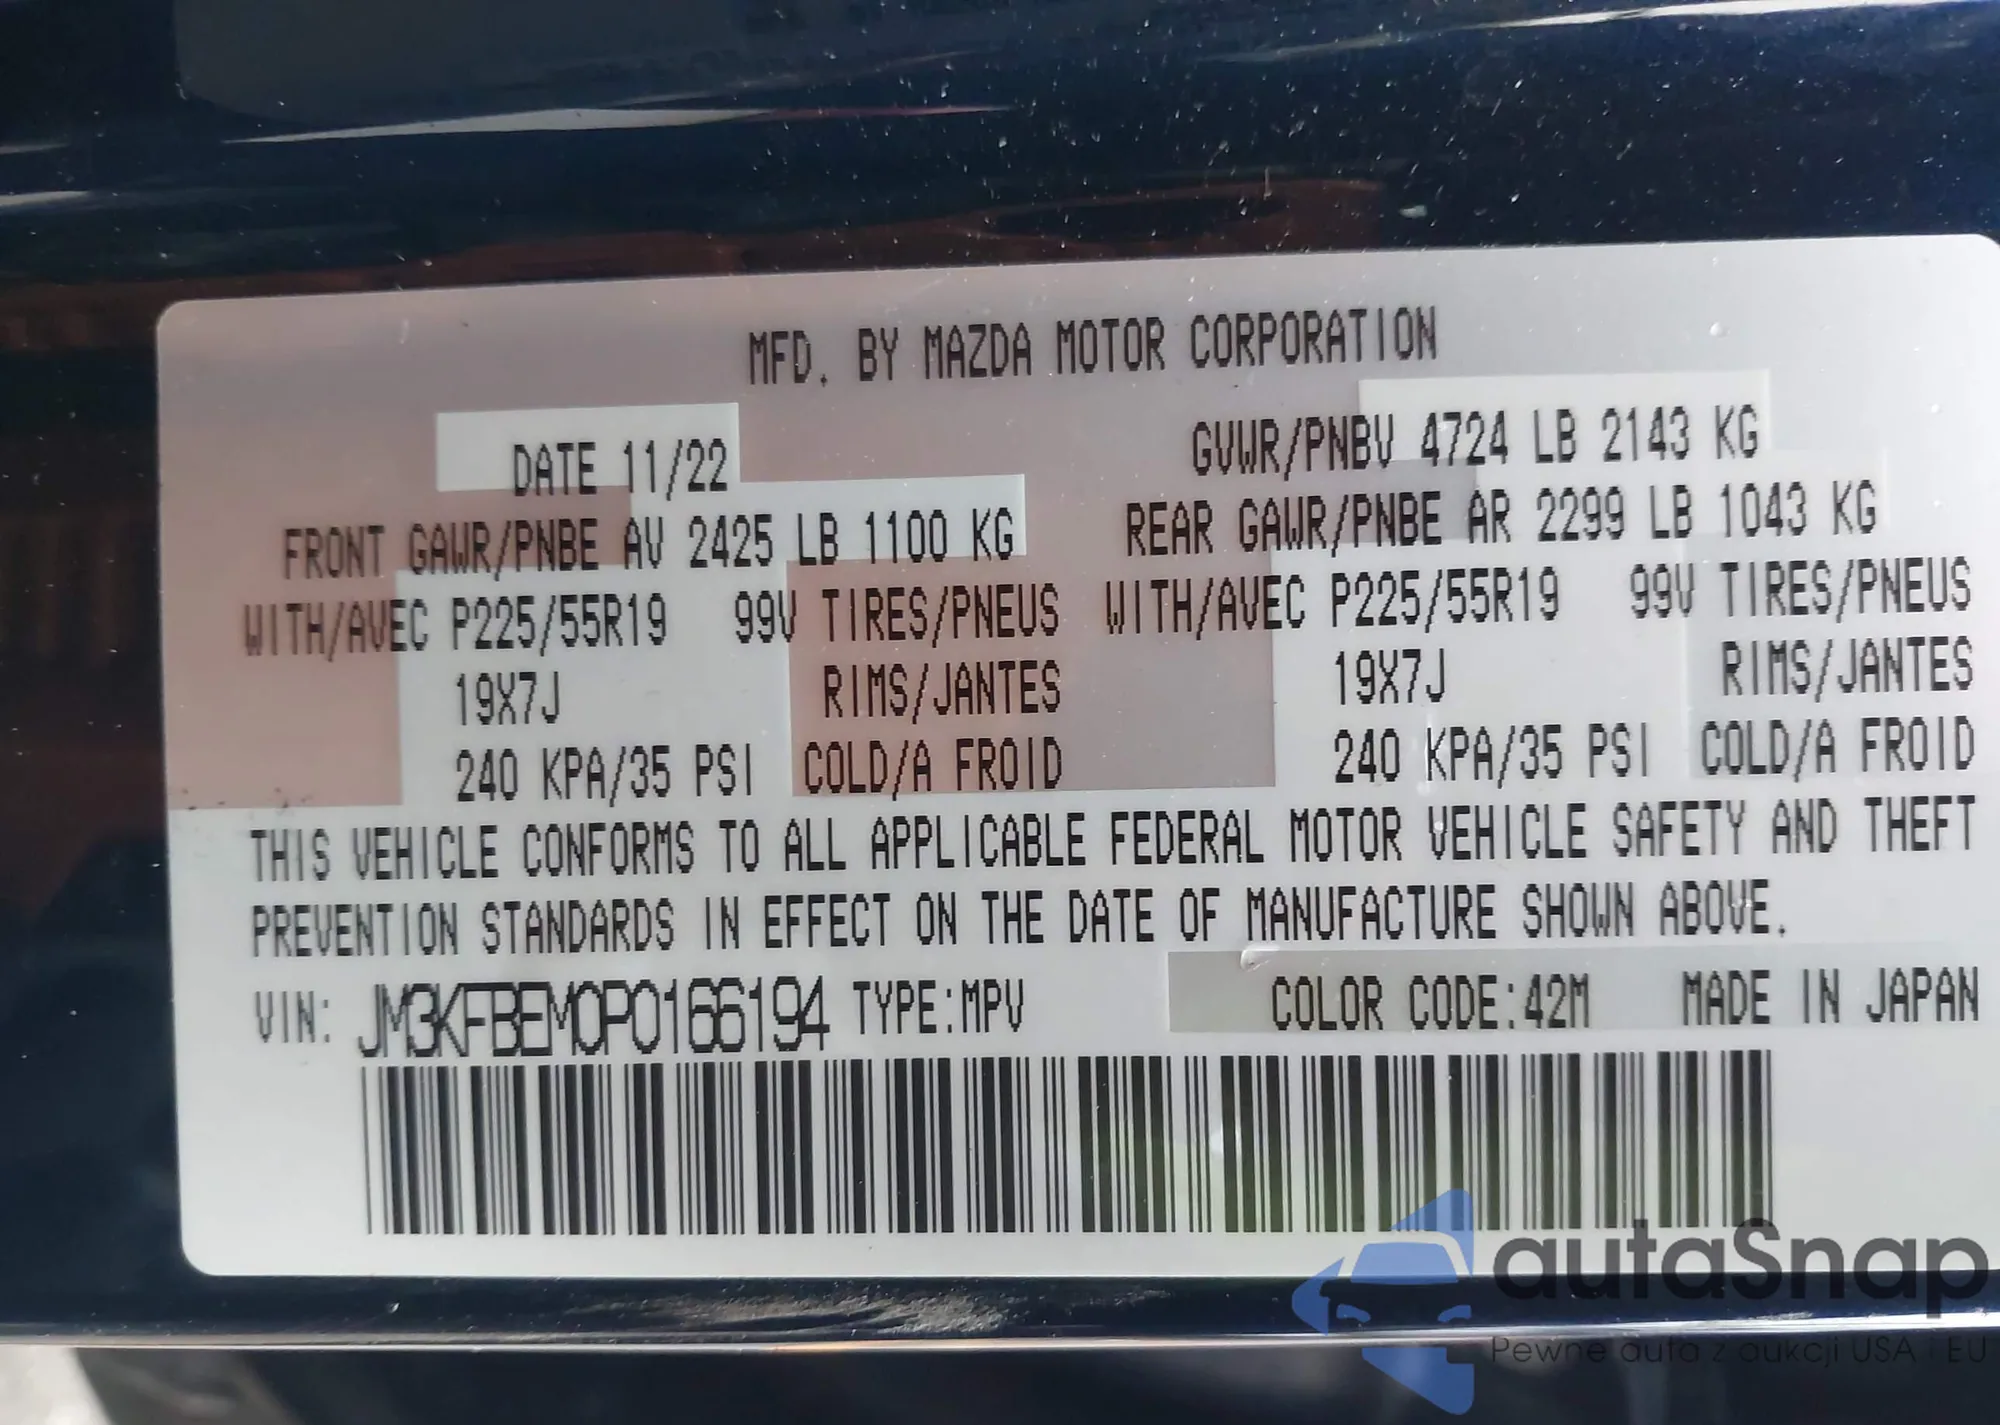 MFD. BY MAZDA MOTOR CORPORATION
DATE 11/22 GVWR/PNBV 4724 LB 2143 KG
FRONT GAWR/PNBE AV 2425 LB 1100 KG REAR GAWR/PNBE AR 2299 LB 1043 KG
WITH/AVEC P225/55R19 99V TIRES/PNEUS WITH/AVEC P225/55R19 99V TIRES/PNEUS
19X7J RIMS/JANTES 19X7J RIMS/JANTES
240 KPA/35 PSI COLD/A FROID 240 KPA/35 PSI COLD/A FROID
THIS VEHICLE CONFORMS TO ALL APPLICABLE FEDERAL MOTOR VEHICLE SAFETY AND THEFT
PREVENTION STANDARDS IN EFFECT ON THE DATE OF MANUFACTURE SHOWN ABOVE.
VIN: JM3KFBEM0P0166194 TYPE:MPV COLOR CODE:42M MADE IN JAPAN
autaSnap
Pewne auta z aukcji USA i EU